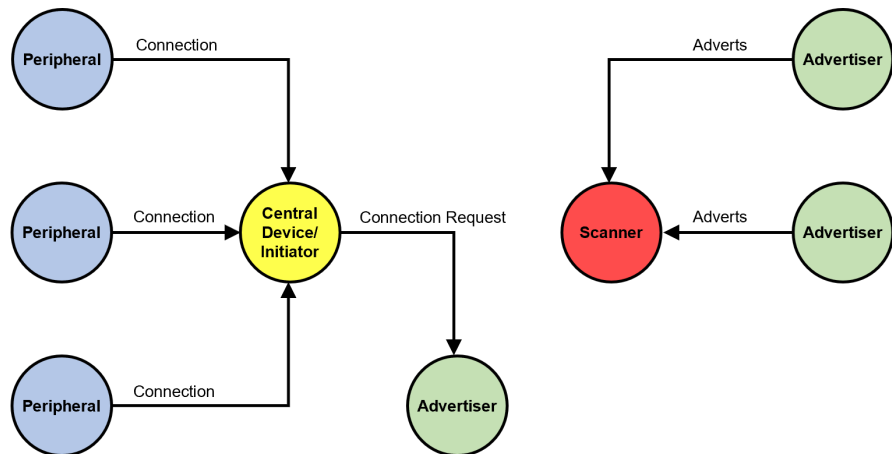 Peripheral
Connection
Adverts
Advertiser
Peripheral
Connection
Central
Device/
Initiator
Connection Request
Scanner
Adverts
Advertiser
Peripheral
Connection
Advertiser